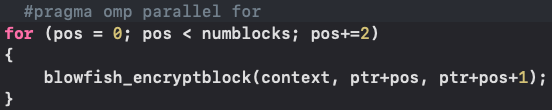 #pragma omp parallel for
for (pos = 0; pos < numblocks; pos+=2)
{
blowfish_encryptblock(context, ptr+pos, ptr+pos+1);
}